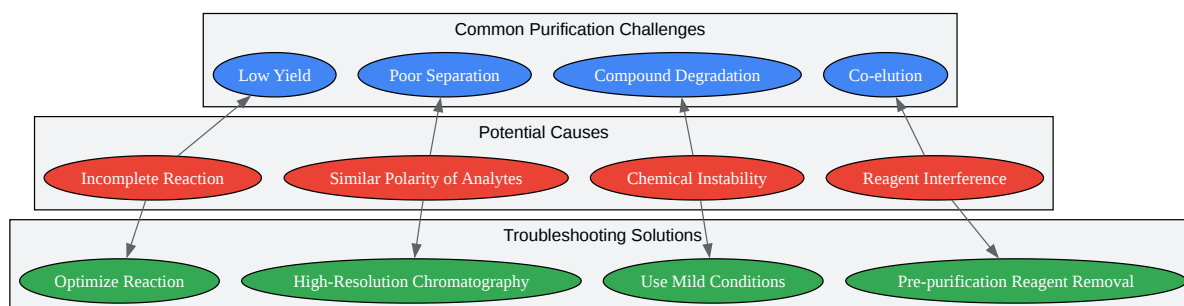 Common Purification Challenges
Low Yield
Poor Separation
Compound Degradation
Co-elution
Potential Causes
Incomplete Reaction
Similar Polarity of Analytes
Chemical Instability
Reagent Interference
Troubleshooting Solutions
Optimize Reaction
High-Resolution Chromatography
Use Mild Conditions
Pre-purification Reagent Removal